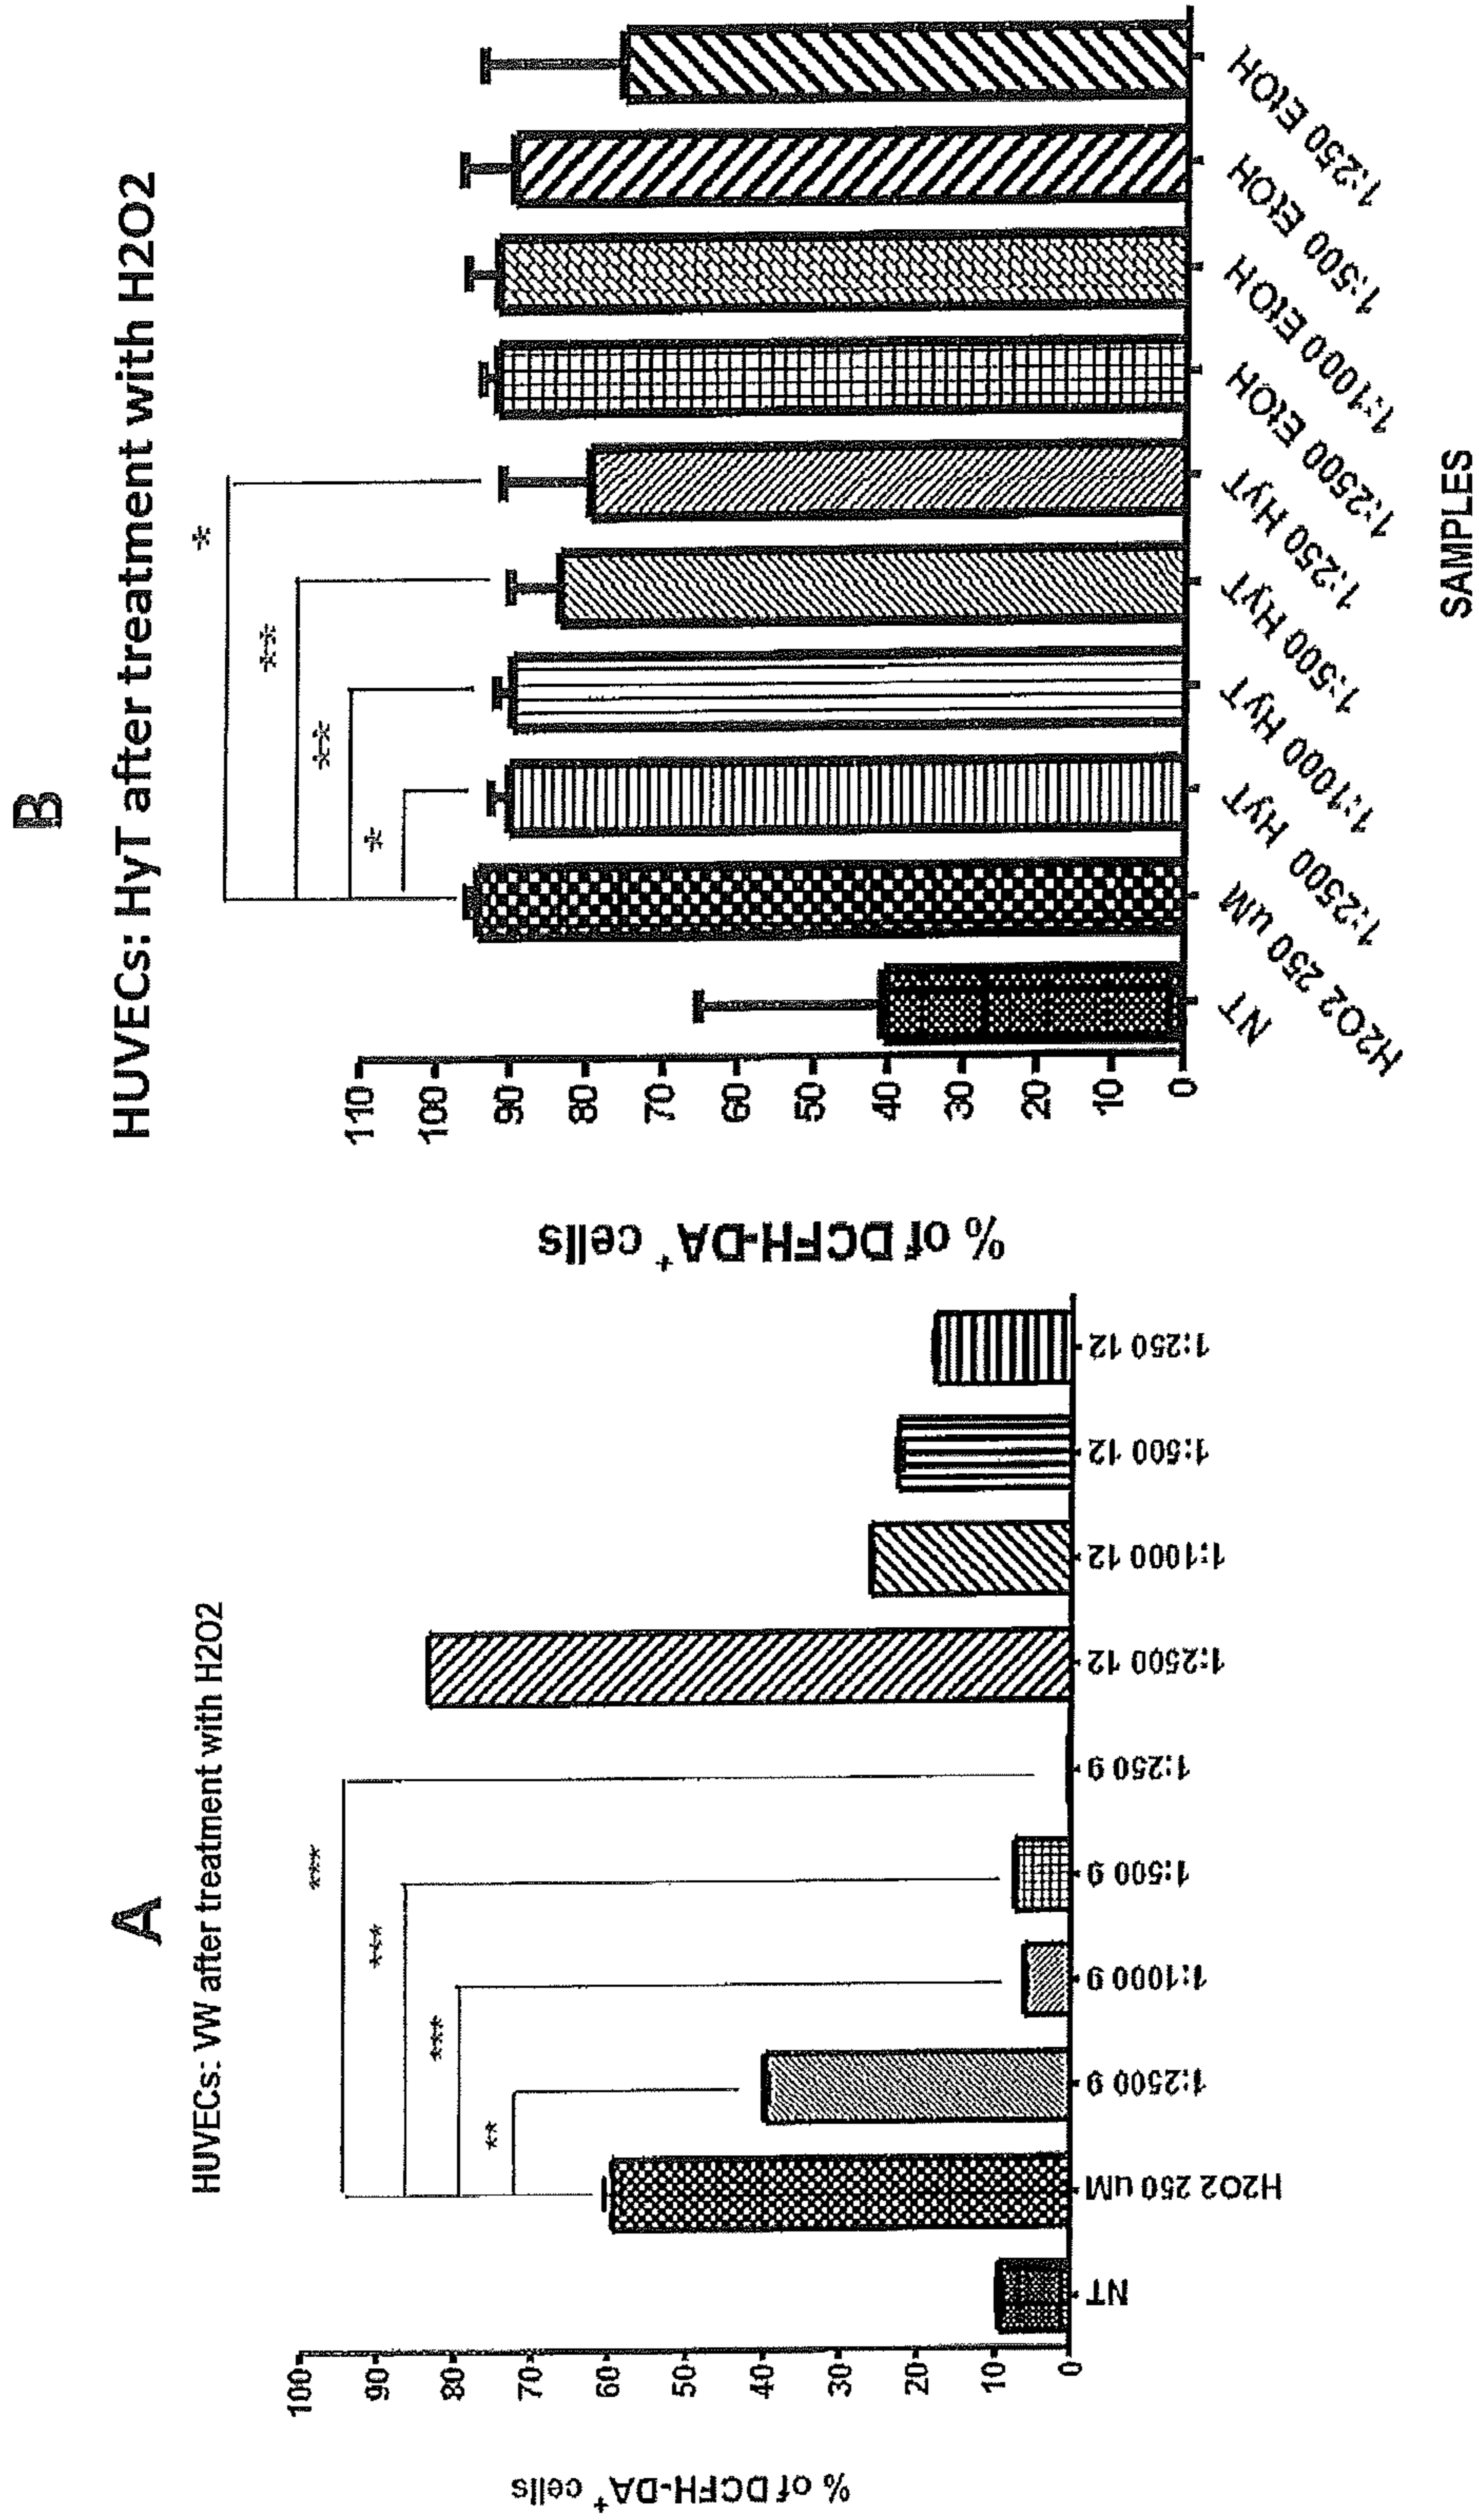 A
HUVECs: VW after treatment with H2O2
% of DCFH-DA+ cells
100
90
80
70
60
50
40
30
20
10
0
**
***
***
***
NT
H2O2 250 uM
1:2500 9
1:1000 9
1:500 9
1:250 9
1:2500 12
1:1000 12
1:500 12
1:250 12
B
HUVECs: HyT after treatment with H2O2
% of DCFH-DA+ cells
110
100
90
80
70
60
50
40
30
20
10
0
*
**
**
*
NT
H2O2 250 uM
1:2500 HyT
1:1000 HyT
1:500 HyT
1:250 HyT
1:2500 EtOH
1:1000 EtOH
1:500 EtOH
1:250 EtOH
SAMPLES